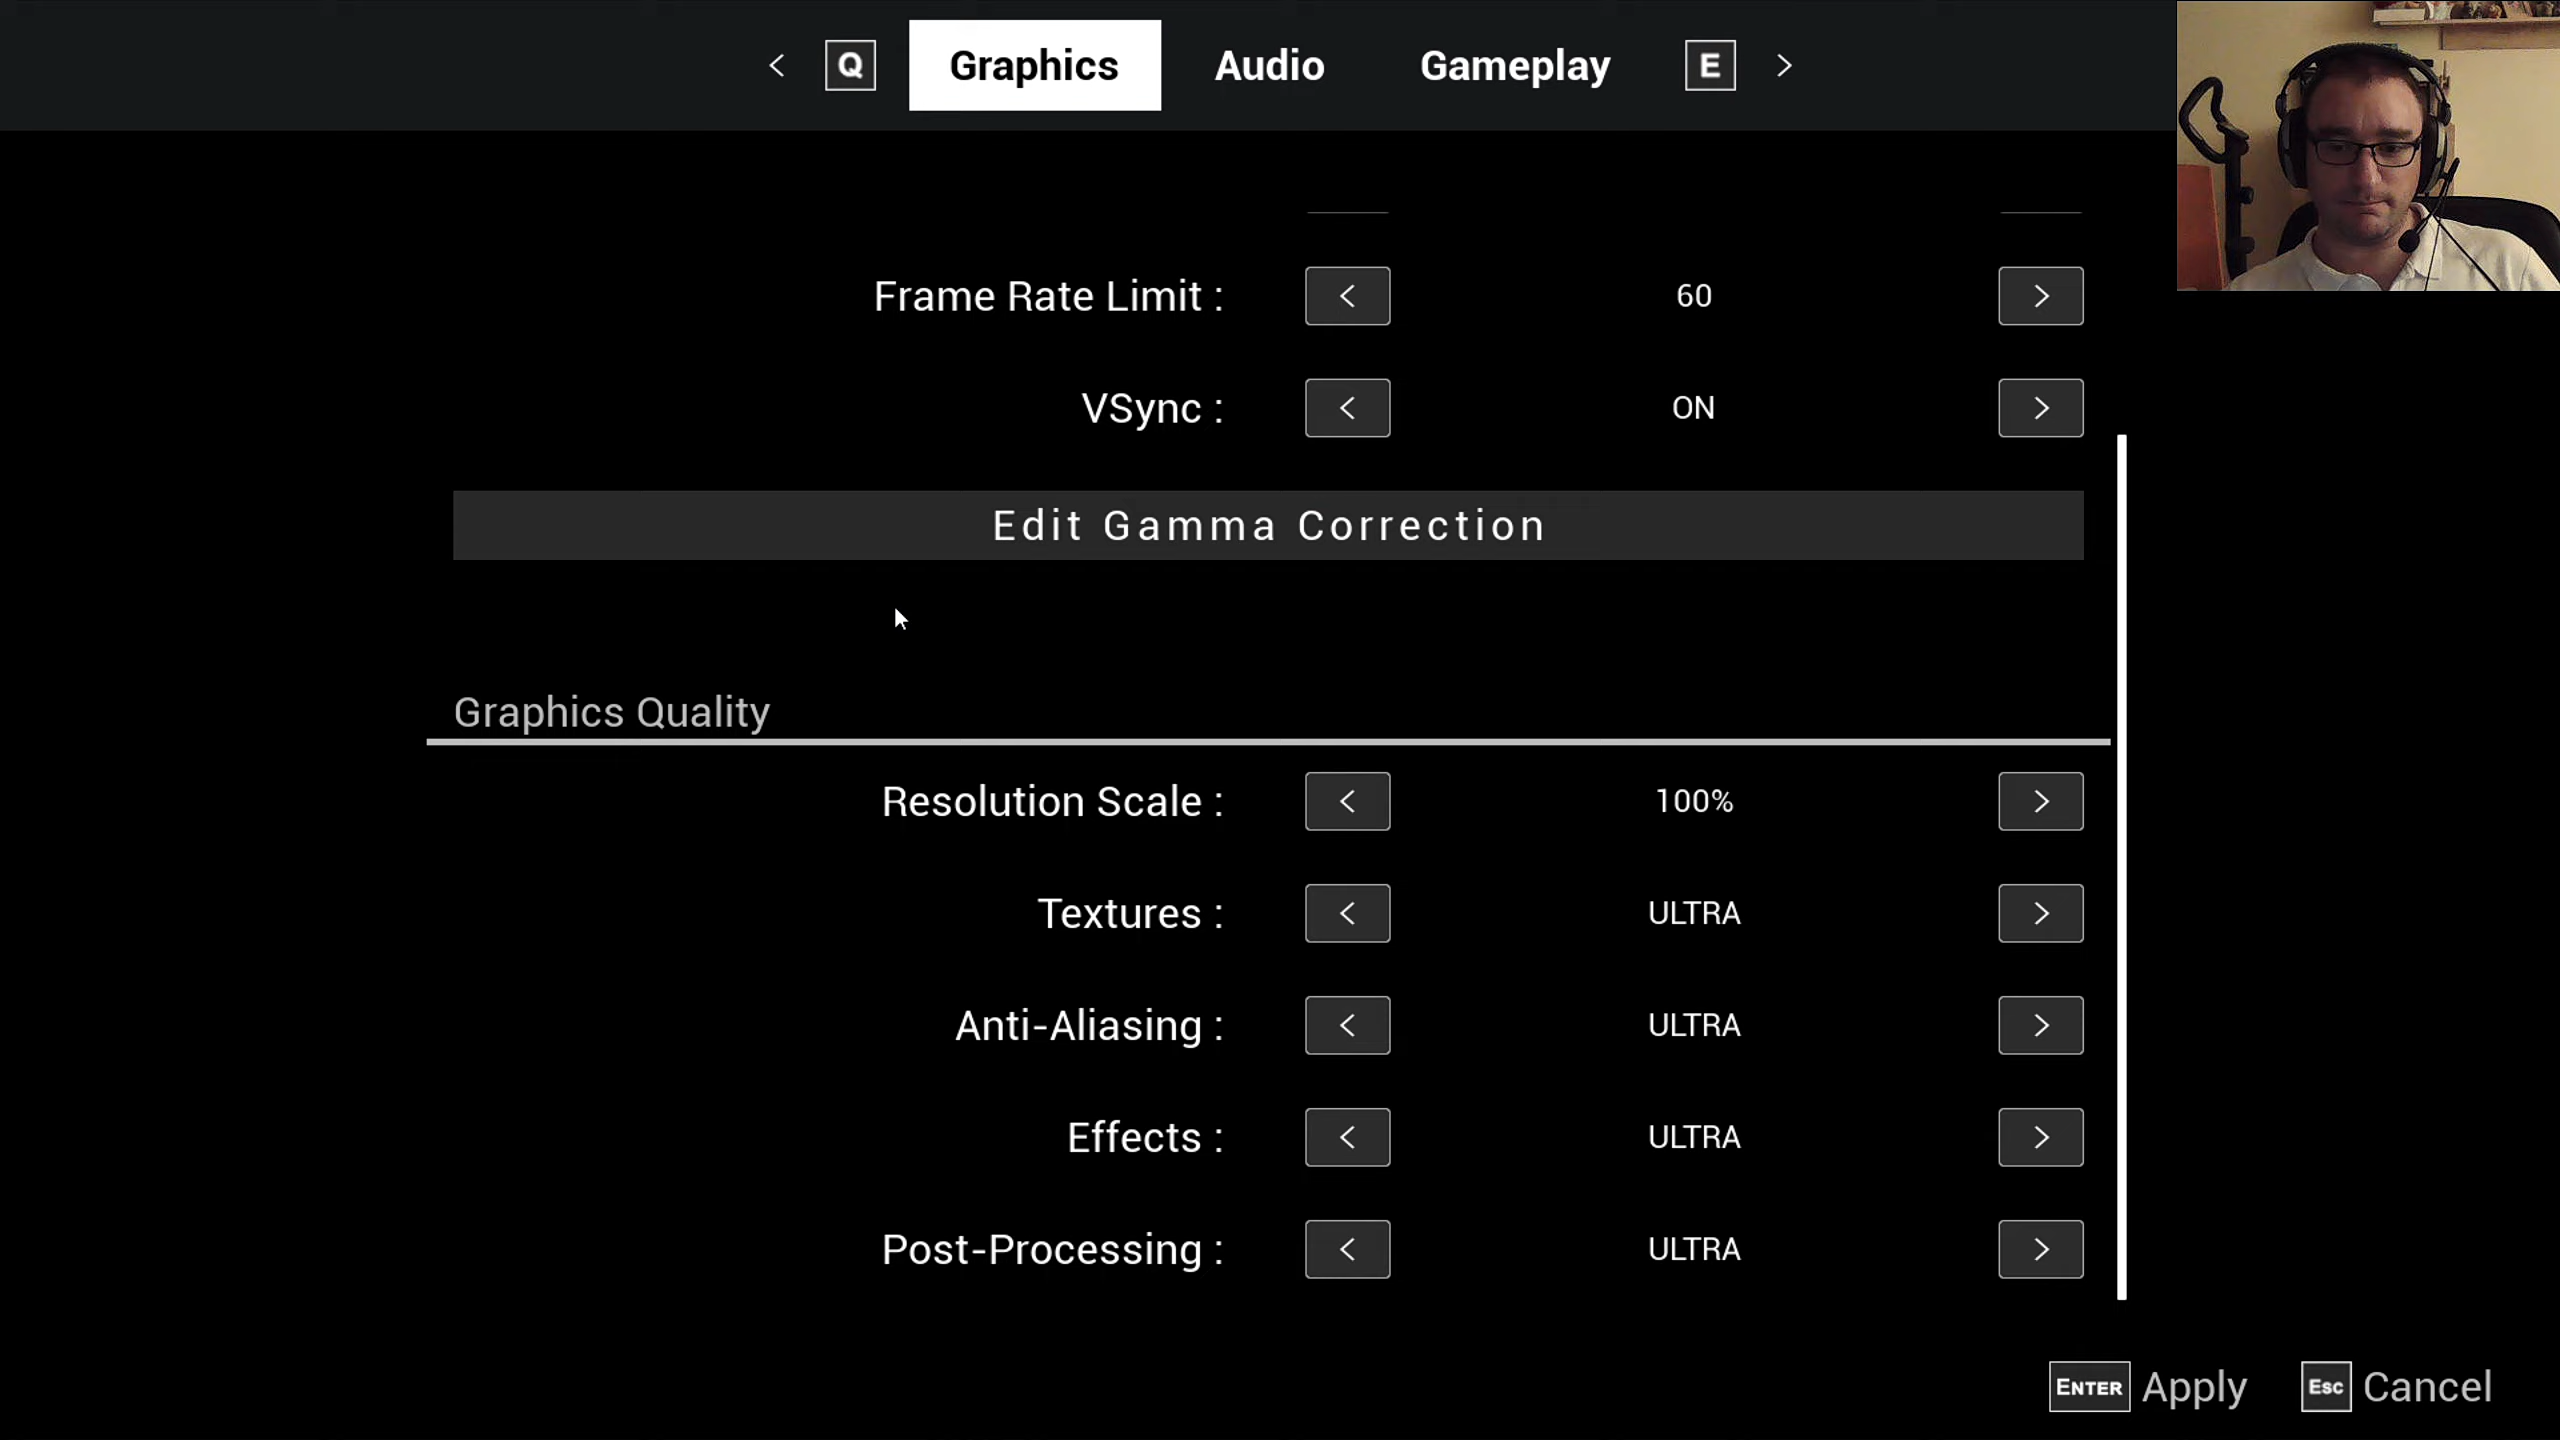 < Q Graphics Audio Gameplay E >
Frame Rate Limit : < 60 >
VSync : < ON >
Edit Gamma Correction
Graphics Quality
Resolution Scale : < 100% >
Textures : < ULTRA >
Anti-Aliasing : < ULTRA >
Effects : < ULTRA >
Post-Processing : < ULTRA >
ENTER Apply Esc Cancel